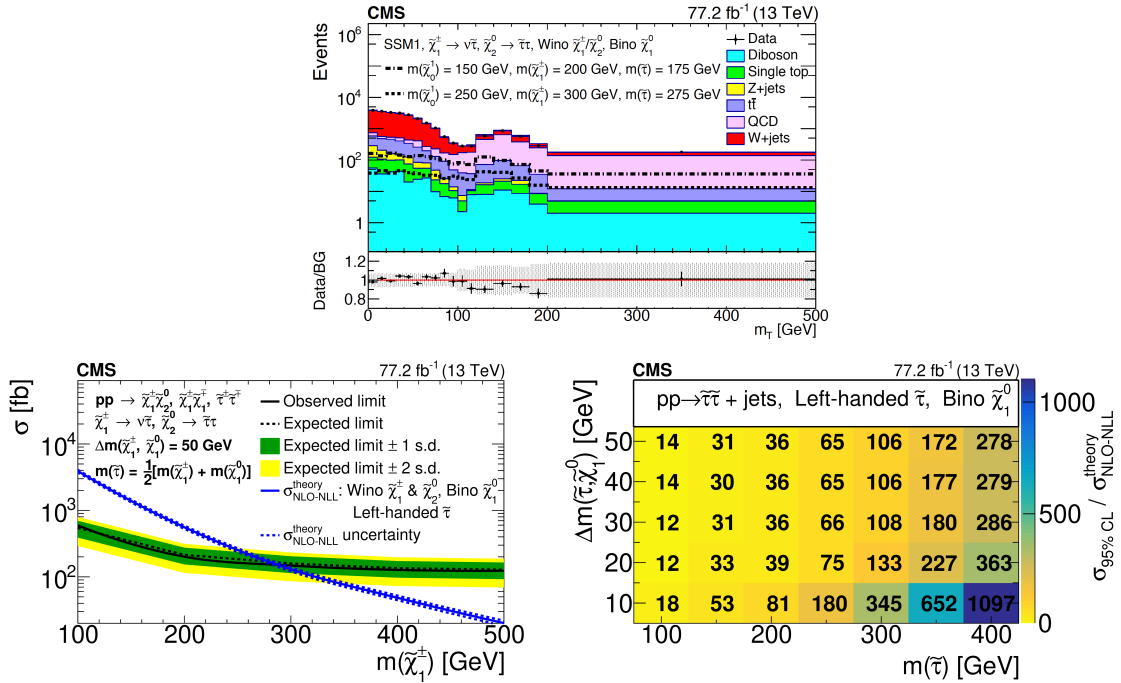 CMS 77.2 fb⁻¹ (13 TeV)
Events
10⁶
10⁴
10²
1
SSM1, χ̃₁± → ντ̃, χ̃₂⁰ → τ̃τ, Wino χ̃₁±/χ̃₂⁰, Bino χ̃₁⁰
m(χ̃₀¹) = 150 GeV, m(χ̃₁±) = 200 GeV, m(τ̃) = 175 GeV
m(χ̃₀¹) = 250 GeV, m(χ̃₁±) = 300 GeV, m(τ̃) = 275 GeV
Data
Diboson
Single top
Z+jets
tt̄
QCD
W+jets
Data/BG
1.2
1
0.8
0 100 200 300 400 500
m_T [GeV]
CMS 77.2 fb⁻¹ (13 TeV)
σ [fb]
10⁴
10³
10²
pp → χ̃₁±χ̃₂⁰, χ̃₁±χ̃₁∓, τ̃±τ̃∓
χ̃₁± → ντ̃, χ̃₂⁰ → τ̃τ
Δm(χ̃₁±, χ̃₁⁰) = 50 GeV
m(τ̃) = ½[m(χ̃₁±) + m(χ̃₁⁰)]
Observed limit
Expected limit
Expected limit ± 1 s.d.
Expected limit ± 2 s.d.
σ^theory_NLO-NLL: Wino χ̃₁± & χ̃₂⁰, Bino χ̃₁⁰
Left-handed τ̃
σ^theory_NLO-NLL uncertainty
100 200 300 400 500
m(χ̃₁±) [GeV]
CMS 77.2 fb⁻¹ (13 TeV)
pp→τ̃τ̃ + jets, Left-handed τ̃, Bino χ̃₁⁰
Δm(τ̃,χ̃₁⁰) [GeV]
50 14 31 36 65 106 172 278
40 14 30 36 65 106 177 279
30 12 31 36 66 108 180 286
20 12 33 39 75 133 227 363
10 18 53 81 180 345 652 1097
100 200 300 400
m(τ̃) [GeV]
1000
500
0
σ_95% CL / σ^theory_NLO-NLL